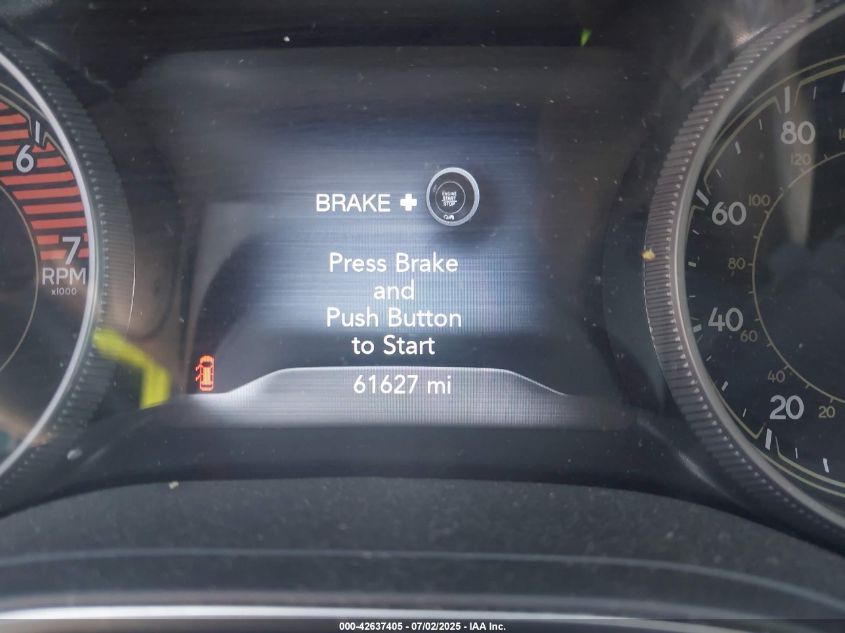 BRAKE +
ENGINE
START
STOP
Press Brake
and
Push Button
to Start
61627 mi
6
7
RPM
x1000
80
120
60
100
80
40
60
40
20
20
000-42637405 - 07/02/2025 - IAA Inc.